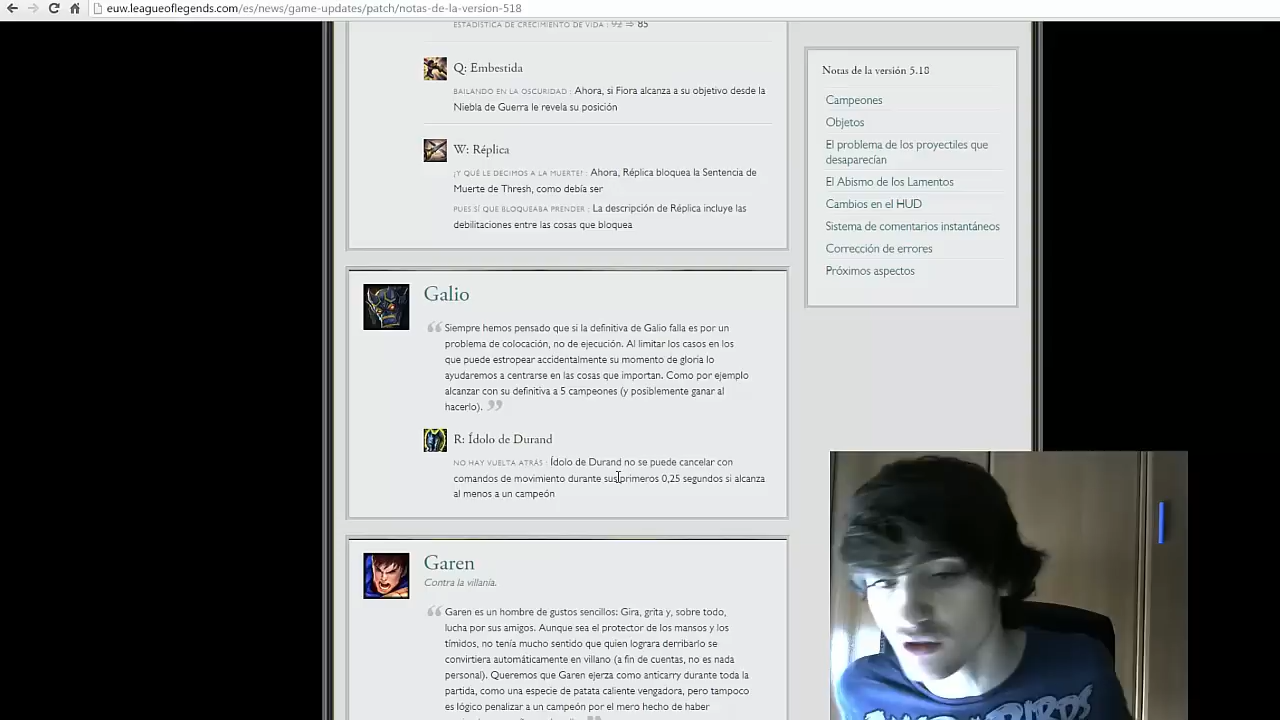 euw.leagueoflegends.com/es/news/game-updates/patch/notas-de-la-version-518
ESTADÍSTICA DE CRECIMIENTO DE VIDA : 92 ⇒ 85
Q: Embestida
BAILANDO EN LA OSCURIDAD : Ahora, si Fiora alcanza a su objetivo desde la
Niebla de Guerra le revela su posición
W: Réplica
¡Y QUÉ LE DECIMOS A LA MUERTE! : Ahora, Réplica bloquea la Sentencia de
Muerte de Thresh, como debía ser
PUES SÍ QUE BLOQUEABA PRENDER : La descripción de Réplica incluye las
debilitaciones entre las cosas que bloquea
Galio
“ Siempre hemos pensado que si la definitiva de Galio falla es por un
problema de colocación, no de ejecución. Al limitar los casos en los
que puede estropear accidentalmente su momento de gloria lo
ayudaremos a centrarse en las cosas que importan. Como por ejemplo
alcanzar con su definitiva a 5 campeones (y posiblemente ganar al
hacerlo). ”
R: Ídolo de Durand
NO HAY VUELTA ATRÁS : Ídolo de Durand no se puede cancelar con
comandos de movimiento durante sus primeros 0,25 segundos si alcanza
al menos a un campeón
Garen
Contra la villanía.
“ Garen es un hombre de gustos sencillos: Gira, grita y, sobre todo,
lucha por sus amigos. Aunque sea el protector de los mansos y los
tímidos, no tenía mucho sentido que quien lograra derribarlo se
convirtiera automáticamente en villano (a fin de cuentas, no es nada
personal). Queremos que Garen ejerza como anticarry durante toda la
partida, como una especie de patata caliente vengadora, pero tampoco
es lógico penalizar a un campeón por el mero hecho de haber
Notas de la versión 5.18
Campeones
Objetos
El problema de los proyectiles que
desaparecían
El Abismo de los Lamentos
Cambios en el HUD
Sistema de comentarios instantáneos
Corrección de errores
Próximos aspectos